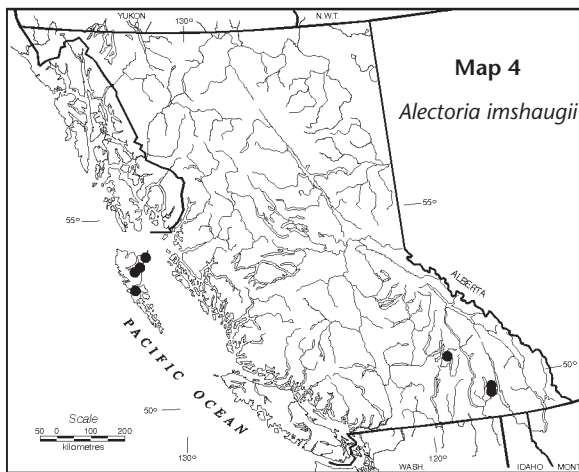 YUKON
130°
N.W.T.
Map 4
Alectoria imshaugii
55°
55°
ALBERTA
PACIFIC OCEAN
50°
Scale
50 0 100 200
kilometres
50°
130°
120°
WASH.
IDAHO
MONT